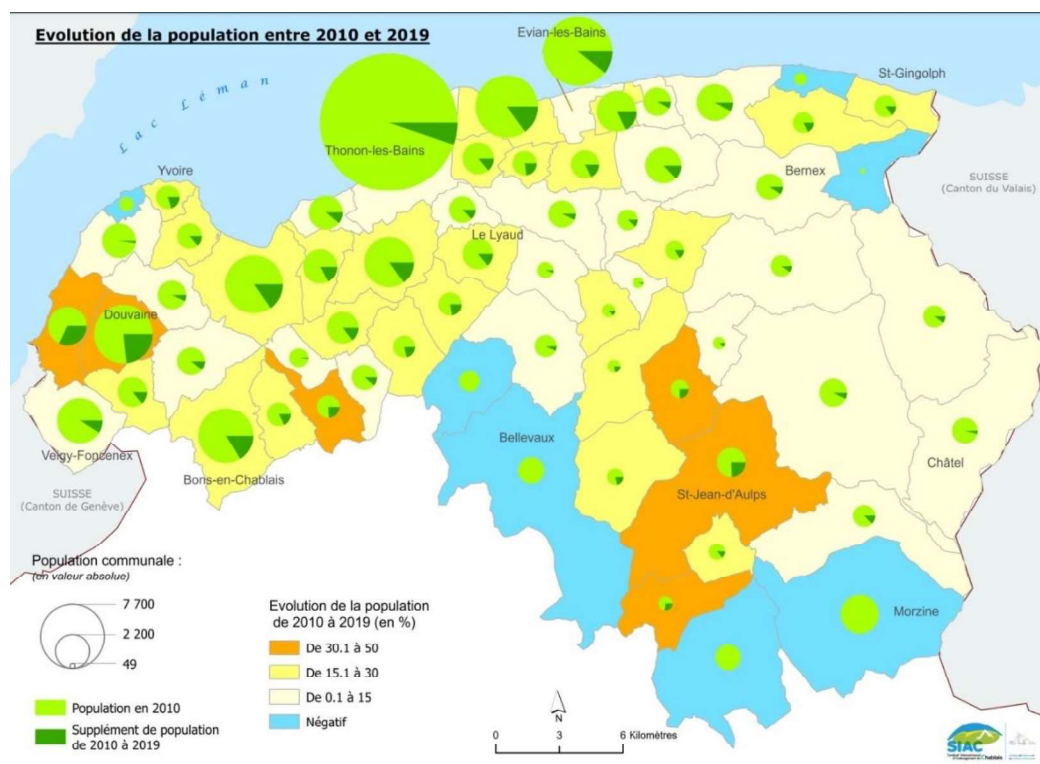 Evolution de la population entre 2010 et 2019
Evian-les-Bains
St-Gingolph
Lac Léman
Thonon-les-Bains
Yvoire
Bernex
SUISSE
(Canton du Valais)
Le Lyaud
Douvaine
Bellevaux
Châtel
Veigy-Foncenex
Bons-en-Chablais
St-Jean-d'Aulps
SUISSE
(Canton de Genève)
Morzine
Population communale :
(en valeur absolue)
7 700
2 200
49
Population en 2010
Supplément de population
de 2010 à 2019
Evolution de la population
de 2010 à 2019 (en %)
De 30.1 à 50
De 15.1 à 30
De 0.1 à 15
Négatif
N
0 3 6 Kilomètres
SIAC